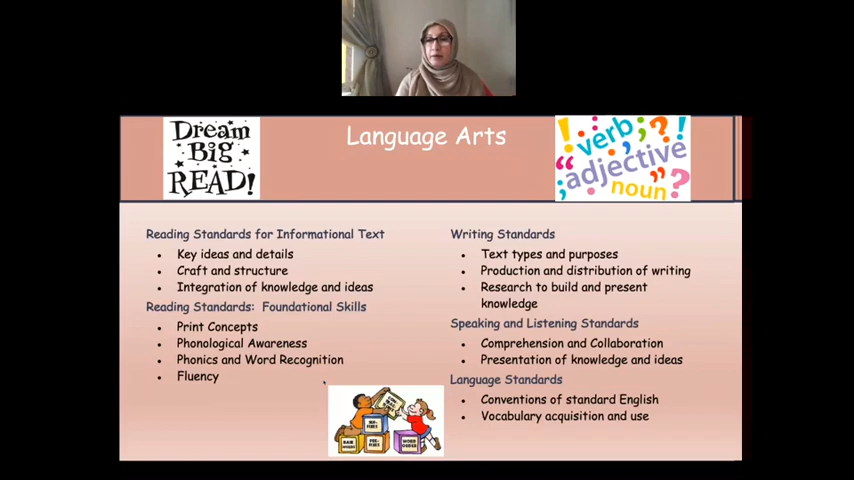 Dream
Big
READ!
Language Arts
verb
adjective
noun
Reading Standards for Informational Text
• Key ideas and details
• Craft and structure
• Integration of knowledge and ideas
Reading Standards: Foundational Skills
• Print Concepts
• Phonological Awareness
• Phonics and Word Recognition
• Fluency
Writing Standards
• Text types and purposes
• Production and distribution of writing
• Research to build and present
knowledge
Speaking and Listening Standards
• Comprehension and Collaboration
• Presentation of knowledge and ideas
Language Standards
• Conventions of standard English
• Vocabulary acquisition and use
WORD
ORDER